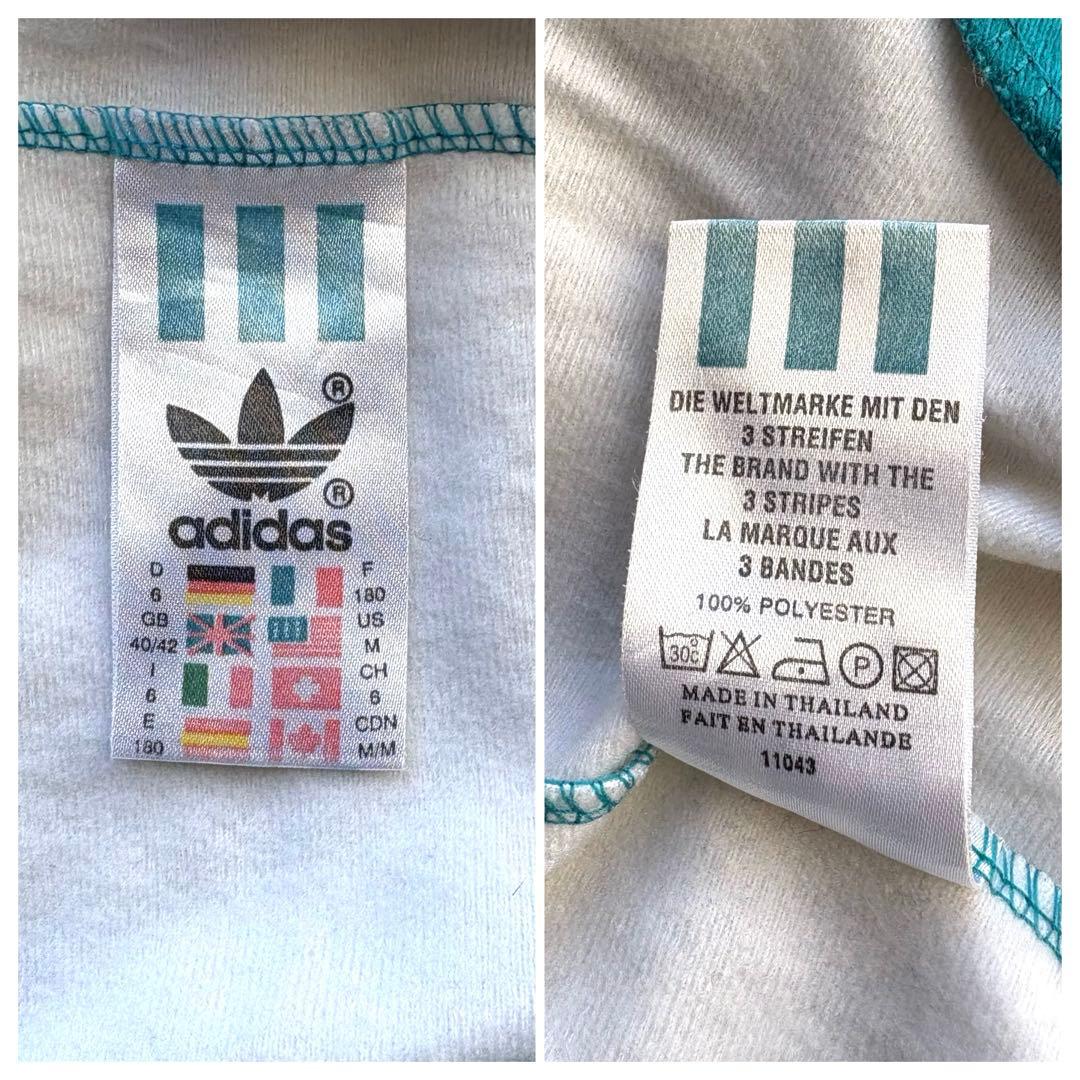 ®
®
adidas
D F
6 180
GB US
40/42 M
I CH
6 6
E CDN
180 M/M
DIE WELTMARKE MIT DEN
3 STREIFEN
THE BRAND WITH THE
3 STRIPES
LA MARQUE AUX
3 BANDES
100% POLYESTER
30c P
MADE IN THAILAND
FAIT EN THAILANDE
11043